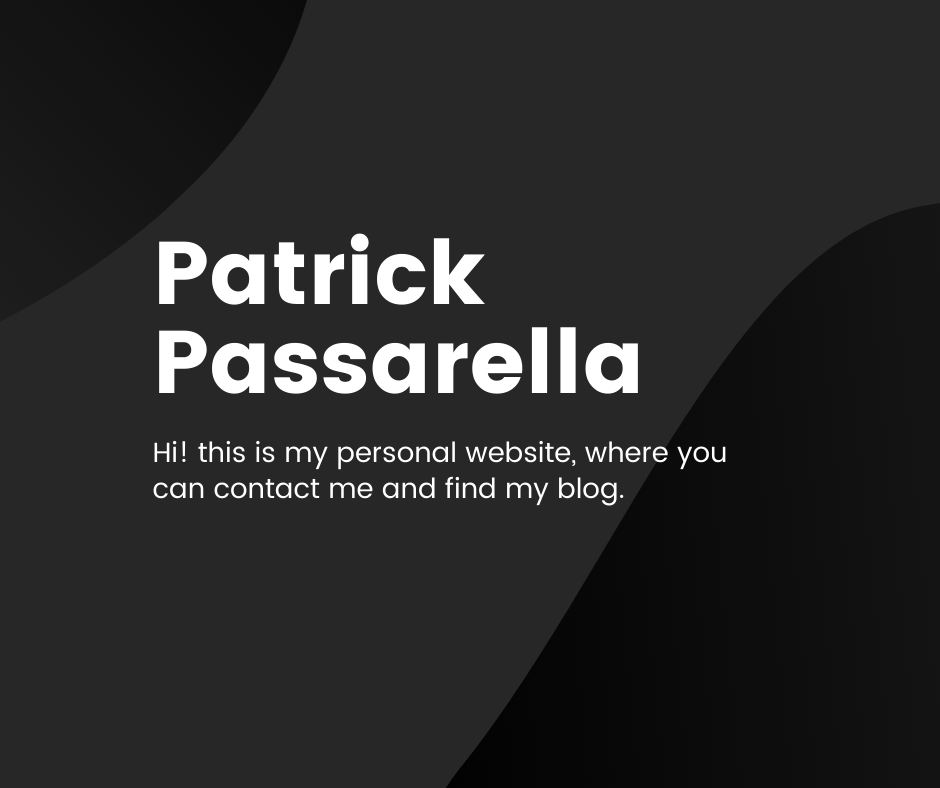 Patrick
Passarella
Hi! this is my personal website, where you
can contact me and find my blog.